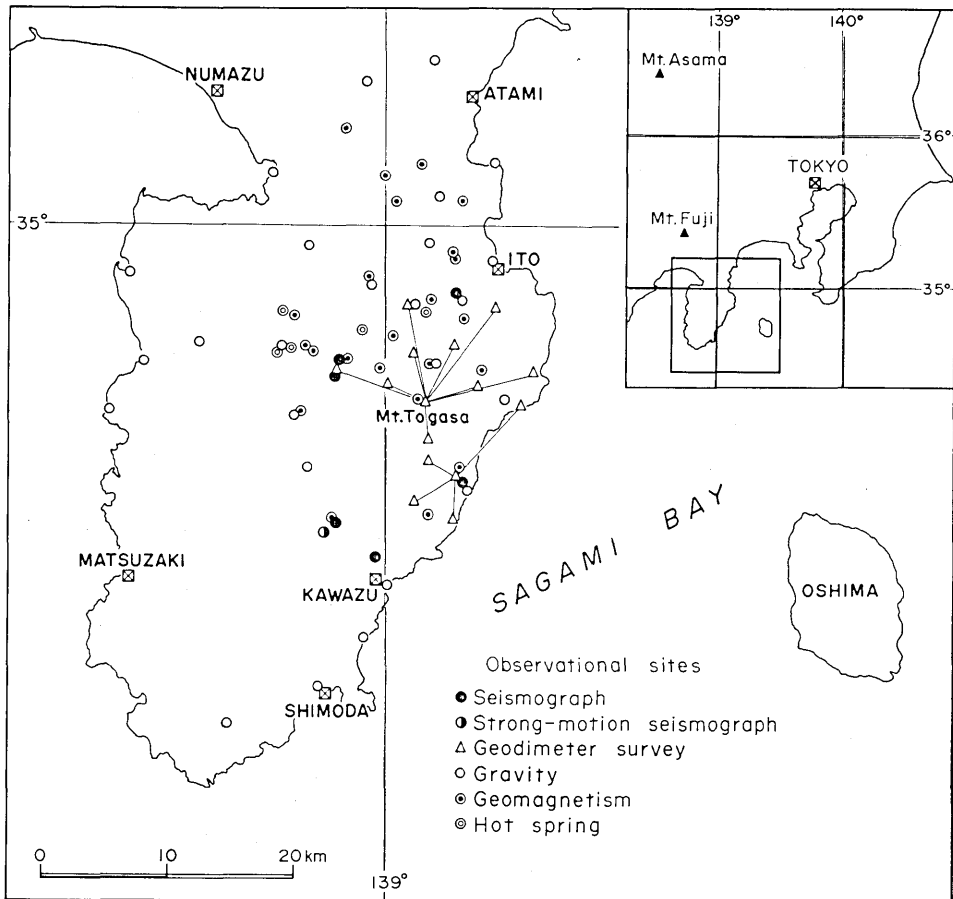 NUMAZU
ATAMI
35°
ITO
Mt. Togasa
MATSUZAKI
KAWAZU
SHIMODA
SAGAMI BAY
OSHIMA
139°
140°
Mt. Asama
36°
TOKYO
Mt. Fuji
35°
Observational sites
Seismograph
Strong-motion seismograph
Geodimeter survey
Gravity
Geomagnetism
Hot spring
0 10 20 km
139°